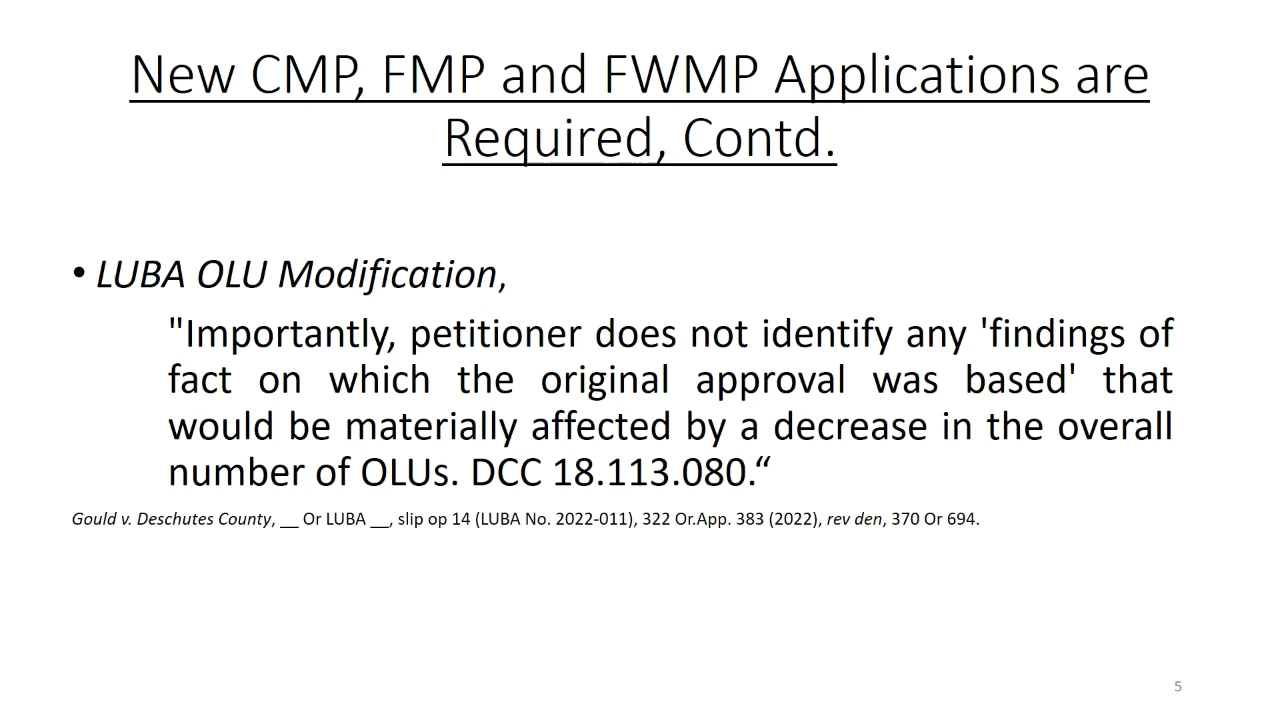 New CMP, FMP and FWMP Applications are
Required, Contd.
• LUBA OLU Modification,
"Importantly, petitioner does not identify any 'findings of
fact on which the original approval was based' that
would be materially affected by a decrease in the overall
number of OLUs. DCC 18.113.080.“
Gould v. Deschutes County, __ Or LUBA __, slip op 14 (LUBA No. 2022-011), 322 Or.App. 383 (2022), rev den, 370 Or 694.
5